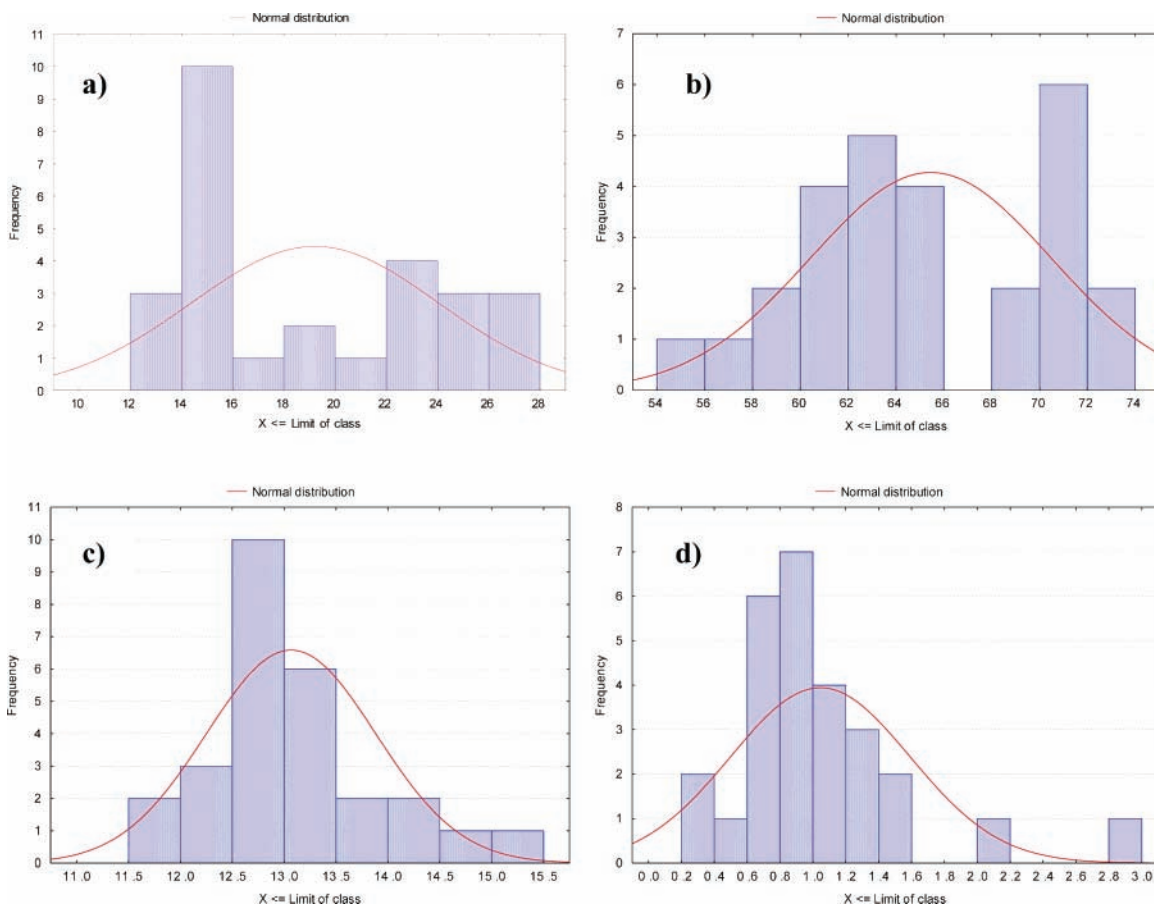 Normal distribution
a)
Frequency
11
10
9
8
7
6
5
4
3
2
1
0
10 12 14 16 18 20 22 24 26 28
X <= Limit of class
Normal distribution
b)
Frequency
7
6
5
4
3
2
1
0
54 56 58 60 62 64 66 68 70 72 74
X <= Limit of class
Normal distribution
c)
Frequency
11
10
9
8
7
6
5
4
3
2
1
0
11.0 11.5 12.0 12.5 13.0 13.5 14.0 14.5 15.0 15.5
X <= Limit of class
Normal distribution
d)
Frequency
8
7
6
5
4
3
2
1
0
0.0 0.2 0.4 0.6 0.8 1.0 1.2 1.4 1.6 1.8 2.0 2.2 2.4 2.6 2.8 3.0
X <= Limit of class